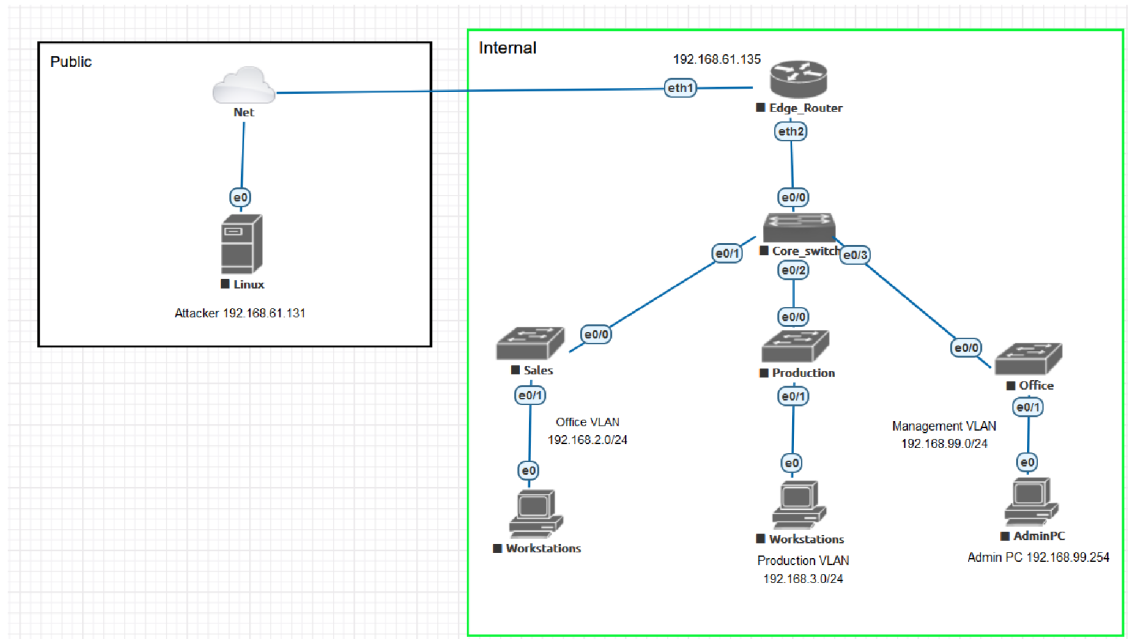 Public
Net
e0
Linux
Attacker 192.168.61.131
Internal
192.168.61.135
eth1
Edge_Router
eth2
e0/0
Core_switch
e0/1
e0/2
e0/3
e0/0
Sales
e0/1
Office VLAN
192.168.2.0/24
e0
Workstations
e0/0
Production
e0/1
e0
Workstations
Production VLAN
192.168.3.0/24
e0/0
Office
e0/1
Management VLAN
192.168.99.0/24
e0
AdminPC
Admin PC 192.168.99.254